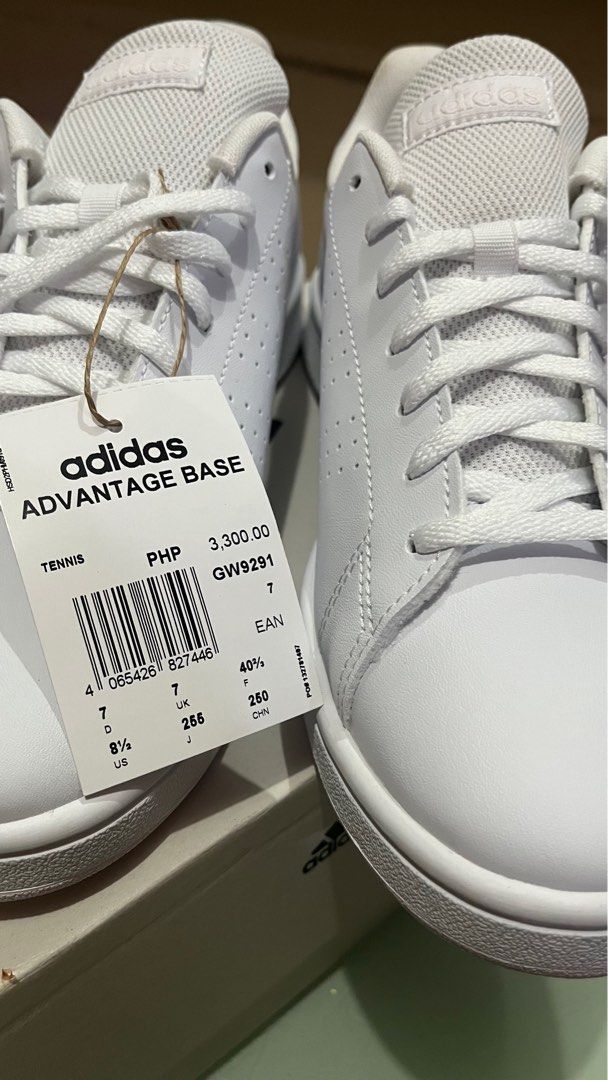 adidas
adidas
adidas
ADVANTAGE BASE
TENNIS PHP 3,300.00
GW9291
7
EAN
4 065426 827446
7 7 40⅔
D UK F
8½ 255 250
US J CHN
adidas